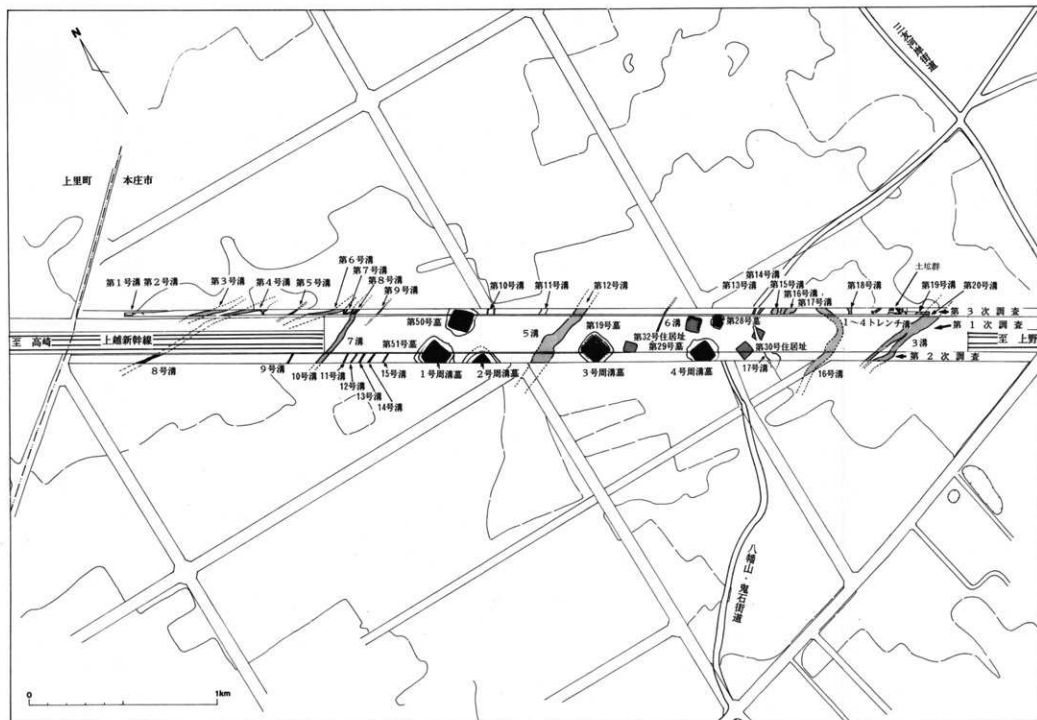 N
上里町
本庄市
第1号溝
第2号溝
第3号溝
第4号溝
第5号溝
第6号溝
第7号溝
第8号溝
第9号溝
第10号溝
第11号溝
第12号溝
第13号溝
第14号溝
第15号溝
第16号溝
第17号溝
第18号溝
土坑群
第19号溝
第20号溝
第3次調査
第1次調査
第2次調査
至 高崎
上越新幹線
至 上野
第50号墓
第51号墓
7溝
5溝
第19号墓
6溝
第28号墓
第32号住居址
第29号墓
第30号住居址
1〜4トレンチ溝
3溝
8号溝
9号溝
10号溝
11号溝
12号溝
13号溝
14号溝
15号溝
1号周溝墓
2号周溝墓
3号周溝墓
4号周溝墓
17号溝
16号溝
八幡山・鬼石街道
0
1km